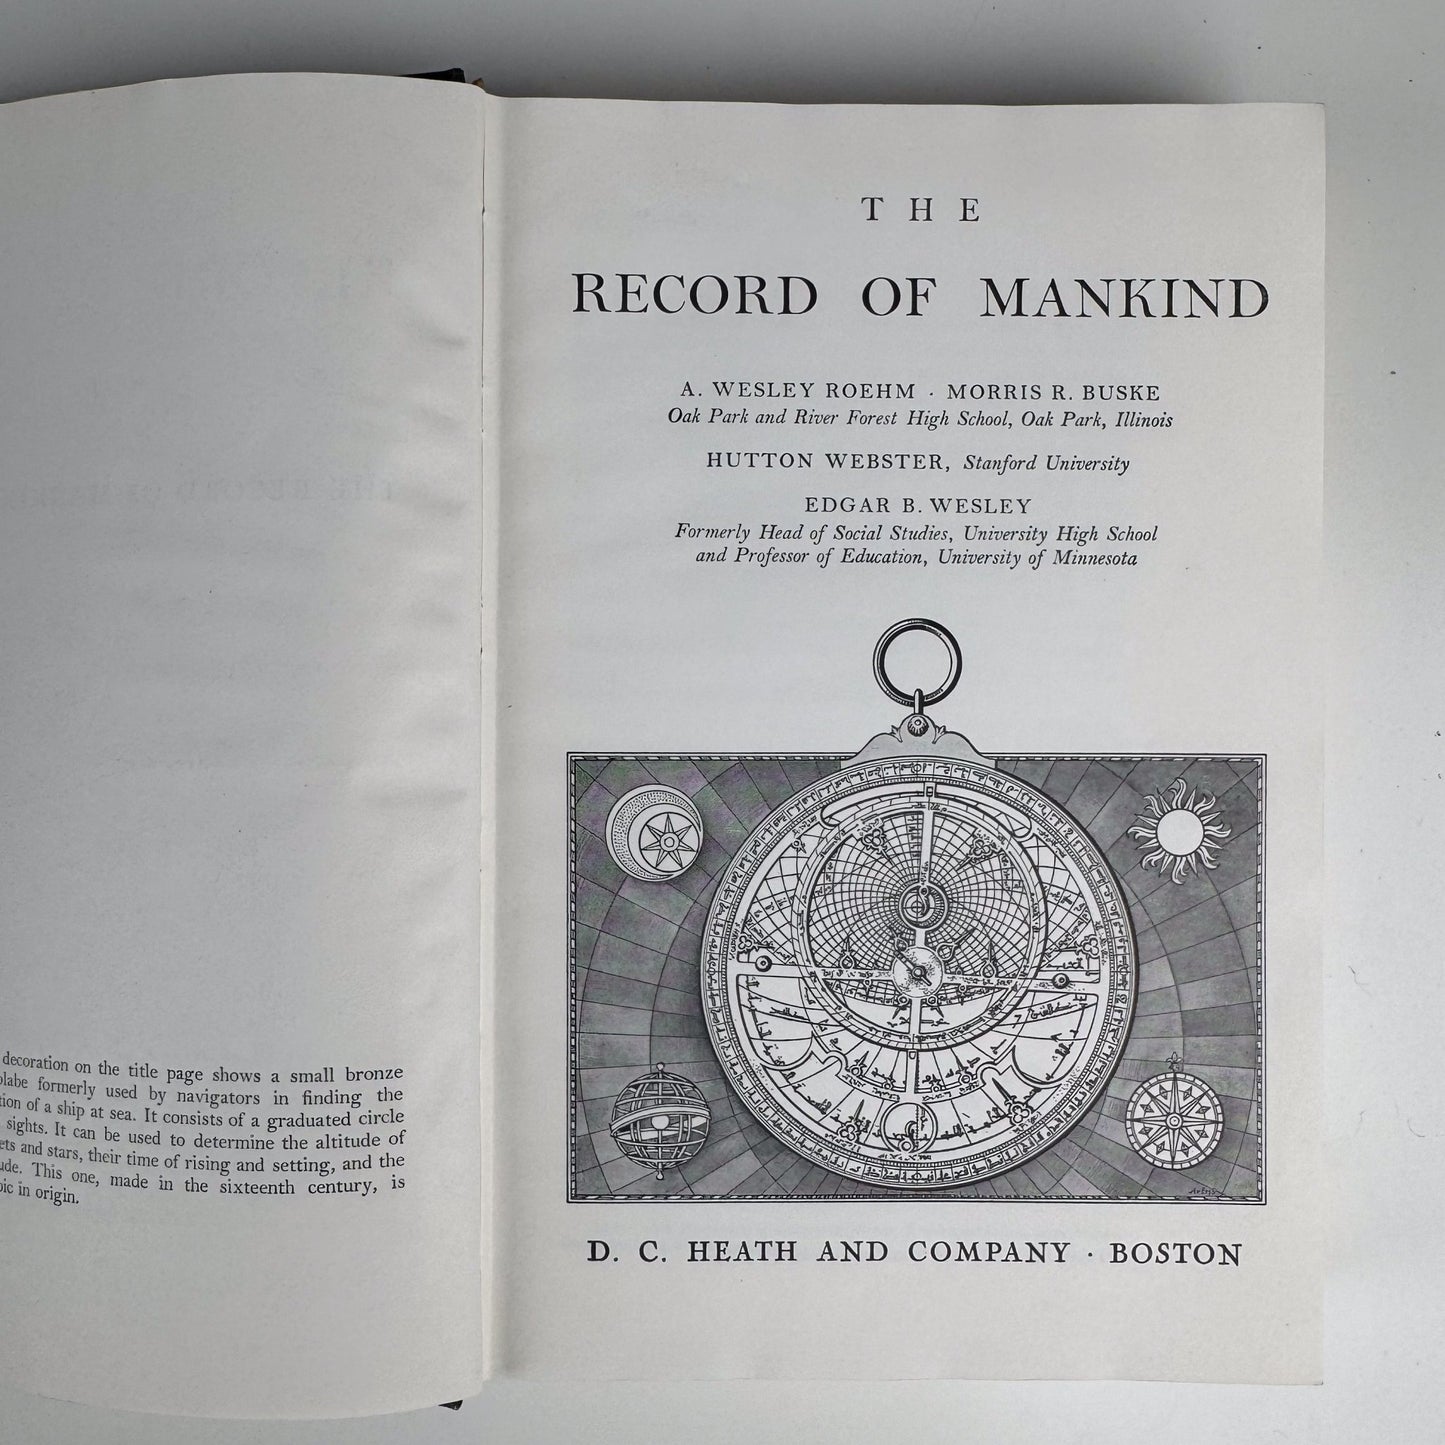 decoration on the title page shows a small bronze
formerly used by navigators in finding the
of a ship at sea. It consists of a graduated circle
sights. It can be used to determine the altitude of
and stars, their time of rising and setting, and the
This one, made in the sixteenth century, is
in origin.
THE
RECORD OF MANKIND
A. WESLEY ROEHM · MORRIS R. BUSKE
Oak Park and River Forest High School, Oak Park, Illinois
HUTTON WEBSTER, Stanford University
EDGAR B. WESLEY
Formerly Head of Social Studies, University High School
and Professor of Education, University of Minnesota
D. C. HEATH AND COMPANY · BOSTON